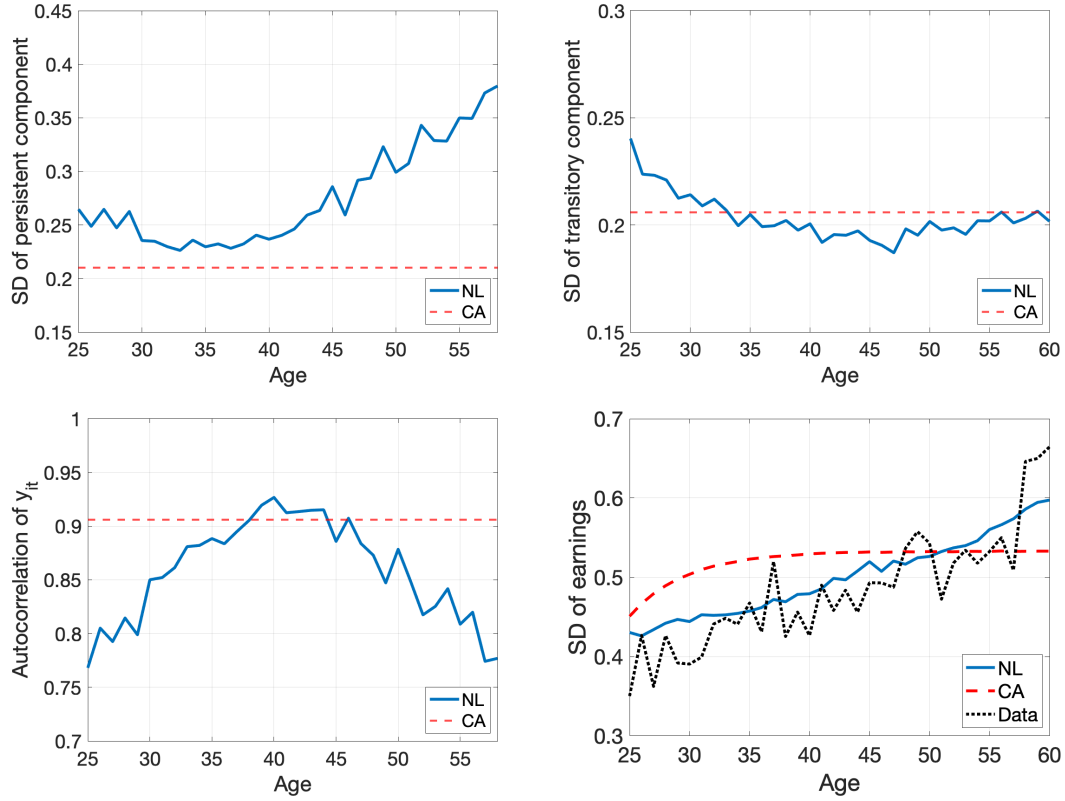 SD of persistent component
0.45
0.4
0.35
0.3
0.25
0.2
0.15
25 30 35 40 45 50 55
Age
NL
CA
SD of transitory component
0.3
0.25
0.2
0.15
25 30 35 40 45 50 55 60
Age
NL
CA
Autocorrelation of y_it
1
0.95
0.9
0.85
0.8
0.75
0.7
25 30 35 40 45 50 55
Age
NL
CA
SD of earnings
0.7
0.6
0.5
0.4
0.3
25 30 35 40 45 50 55 60
Age
NL
CA
Data